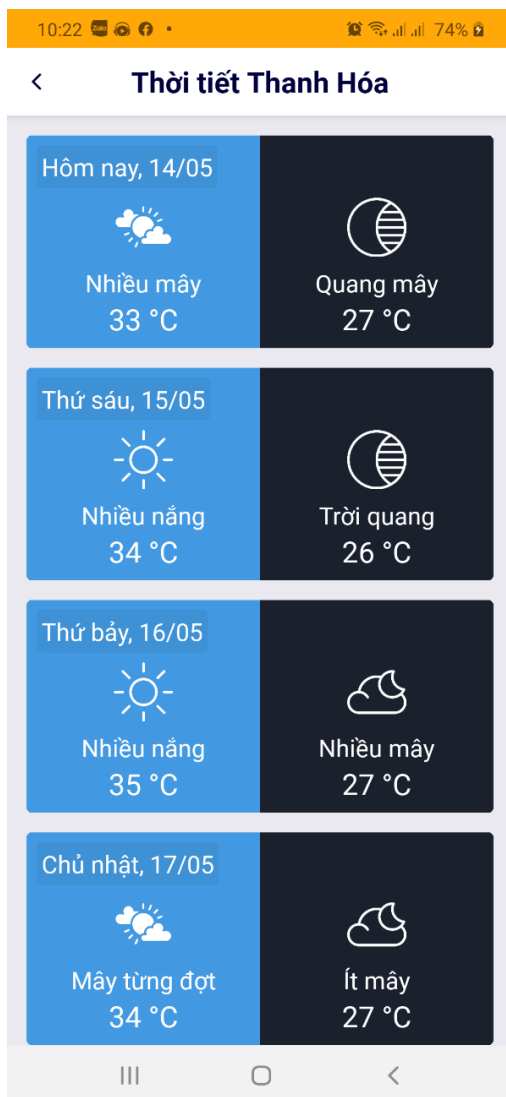 10:22 Zalo 74%
Thời tiết Thanh Hóa
Hôm nay, 14/05
Nhiều mây
33 °C
Quang mây
27 °C
Thứ sáu, 15/05
Nhiều nắng
34 °C
Trời quang
26 °C
Thứ bảy, 16/05
Nhiều nắng
35 °C
Nhiều mây
27 °C
Chủ nhật, 17/05
Mây từng đợt
34 °C
Ít mây
27 °C